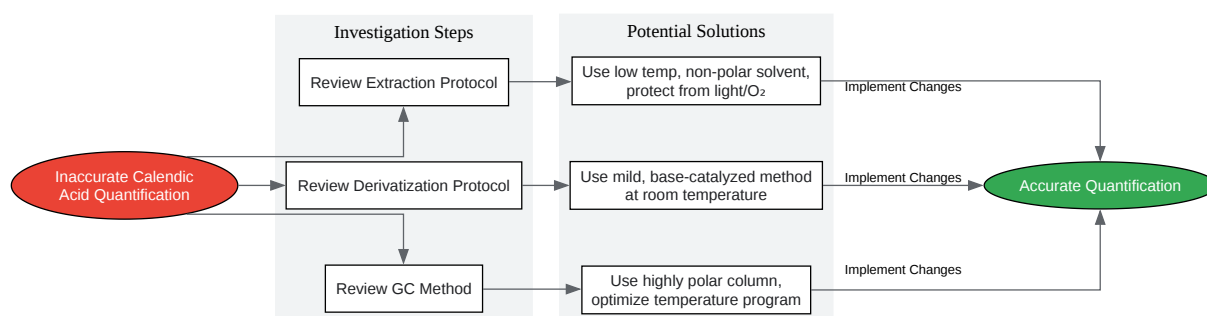 Investigation Steps
Potential Solutions
Review Extraction Protocol
Use low temp, non-polar solvent,
protect from light/O₂
Implement Changes
Inaccurate Calendic
Acid Quantification
Review Derivatization Protocol
Use mild, base-catalyzed method
at room temperature
Implement Changes
Accurate Quantification
Review GC Method
Use highly polar column,
optimize temperature program
Implement Changes